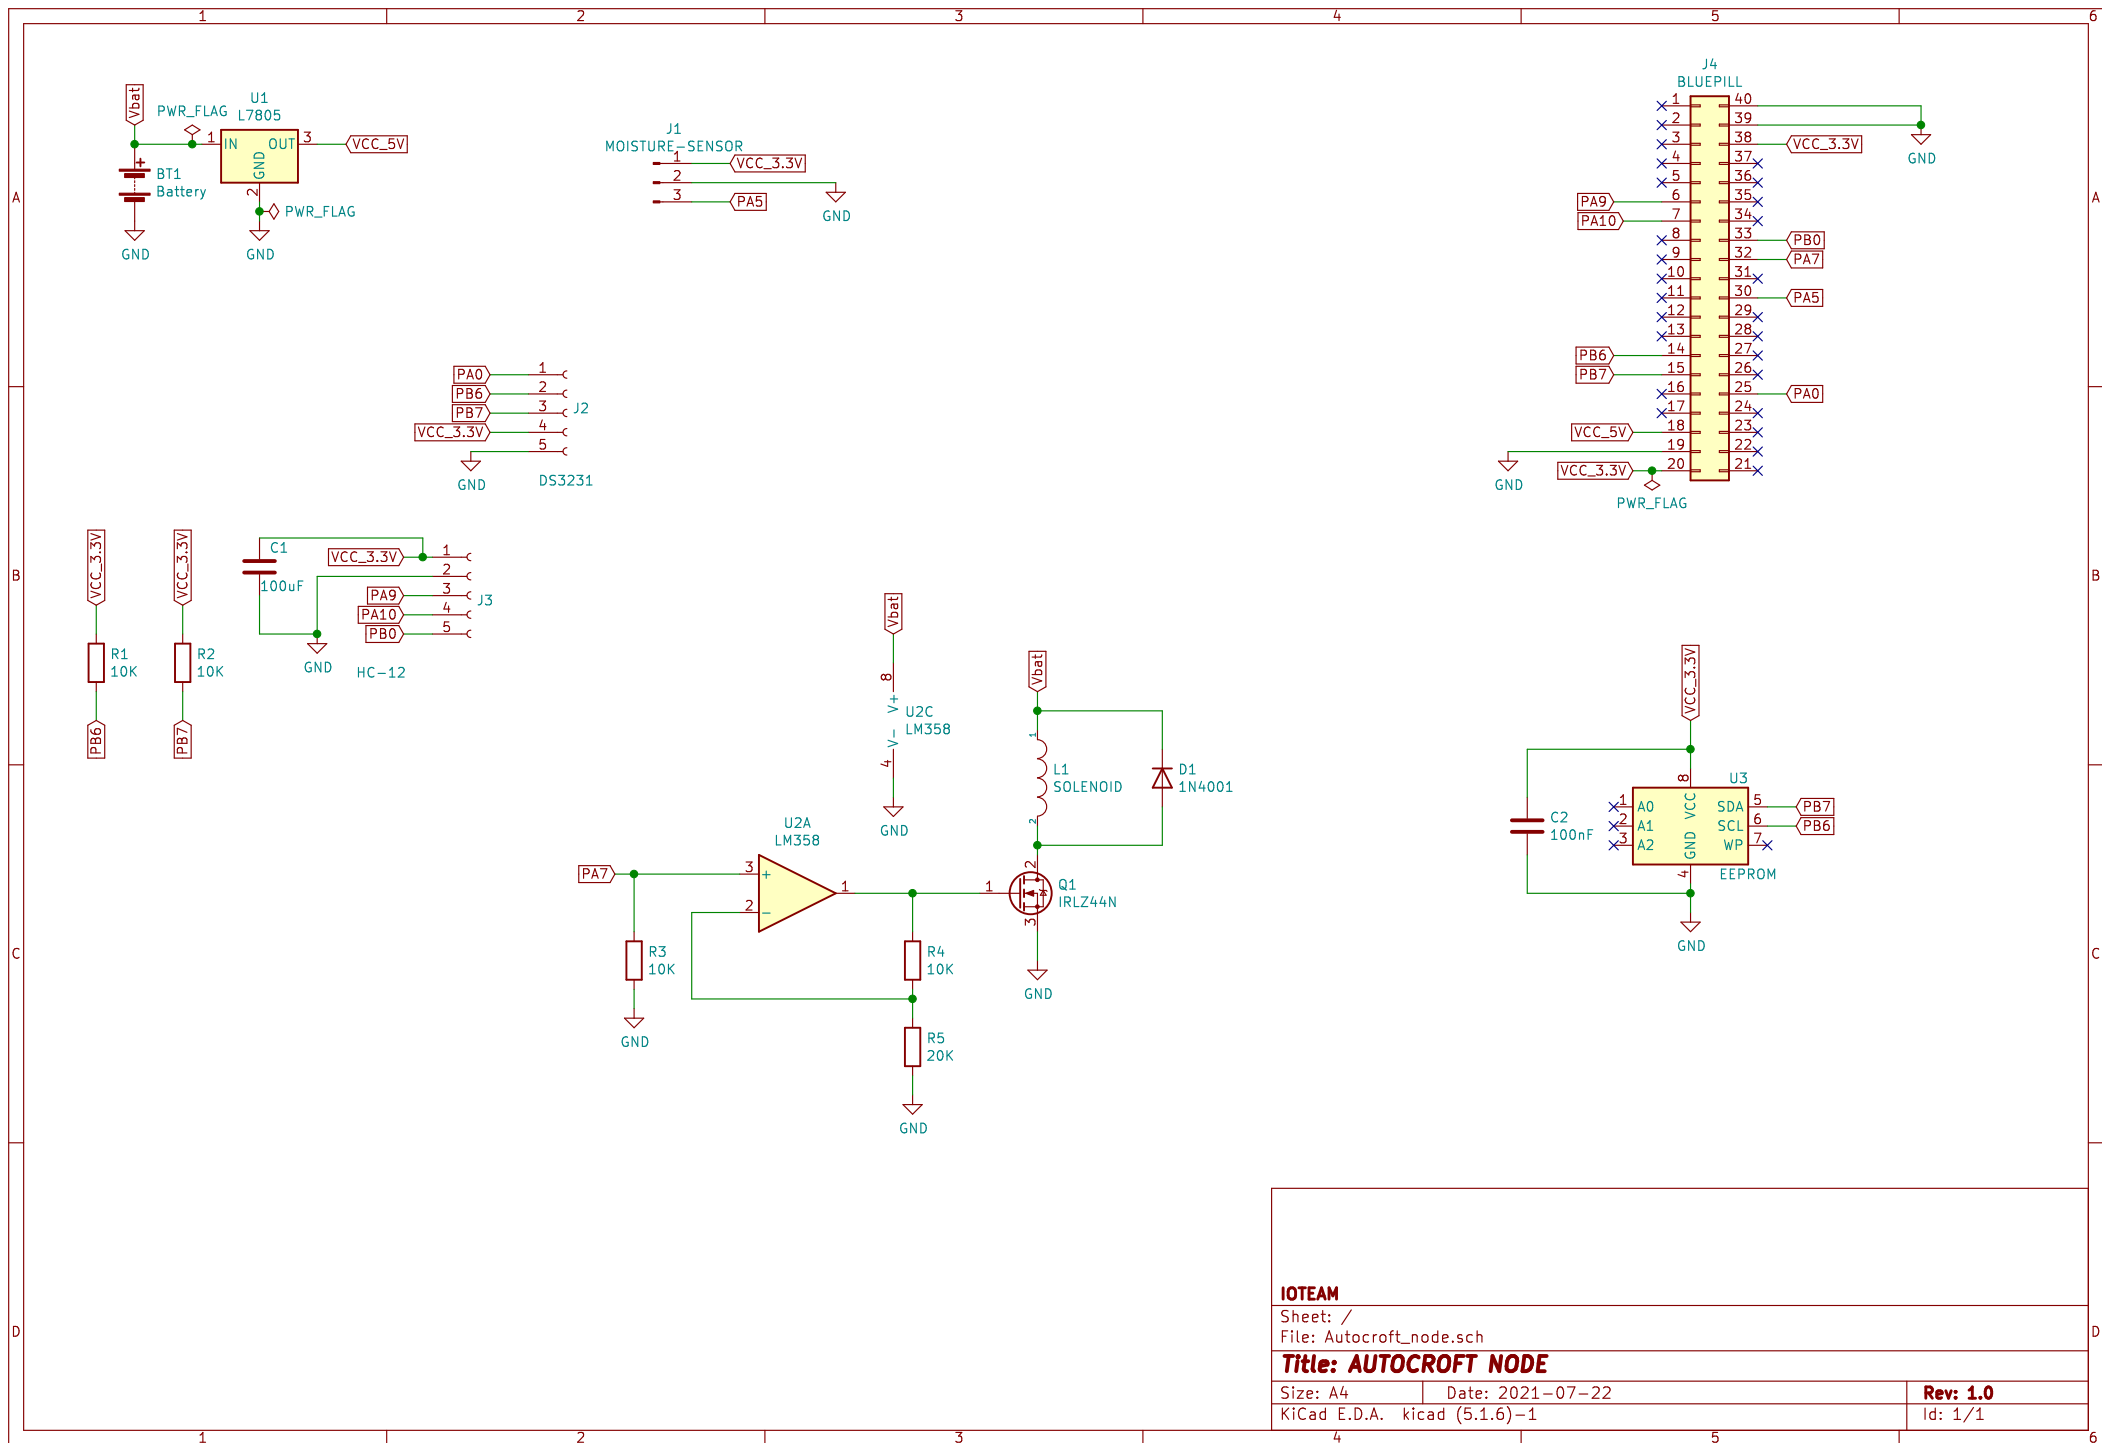 1 2 3 4 5 6
A
B
C
D
A
B
C
D
1 2 3 4 5 6
Vbat
PWR_FLAG
U1
L7805
1 IN OUT 3
GND
2
VCC_5V
BT1
Battery
+
PWR_FLAG
GND
GND
J1
MOISTURE-SENSOR
1 VCC_3.3V
2
3 PA5
GND
J4
BLUEPILL
1 40
2 39
3 38 VCC_3.3V
4 37
5 36
PA9 6 35
PA10 7 34
8 33 PB0
9 32 PA7
10 31
11 30 PA5
12 29
13 28
PB6 14 27
PB7 15 26
16 25 PA0
17 24
VCC_5V 18 23
19 22
VCC_3.3V 20 21
GND
GND
PWR_FLAG
PA0 1
PB6 2
PB7 3
VCC_3.3V 4
5
J2
GND
DS3231
VCC_3.3V
R1
10K
PB6
VCC_3.3V
R2
10K
PB7
C1
100uF
VCC_3.3V 1
2
PA9 3
PA10 4
PB0 5
J3
GND
HC-12
Vbat
8
V+
U2C
LM358
V-
4
GND
Vbat
1
L1
SOLENOID
2
D1
1N4001
U2A
LM358
PA7
3 +
2 -
1
1
2
Q1
IRLZ44N
3
GND
R3
10K
GND
R4
10K
R5
20K
GND
VCC_3.3V
8
U3
C2
100nF
1 A0 VCC SDA 5 PB7
2 A1 SCL 6 PB6
3 A2 GND WP 7
4
EEPROM
GND
IOTEAM
Sheet: /
File: Autocroft_node.sch
Title: AUTOCROFT NODE
Size: A4 Date: 2021-07-22 Rev: 1.0
KiCad E.D.A. kicad (5.1.6)-1 Id: 1/1